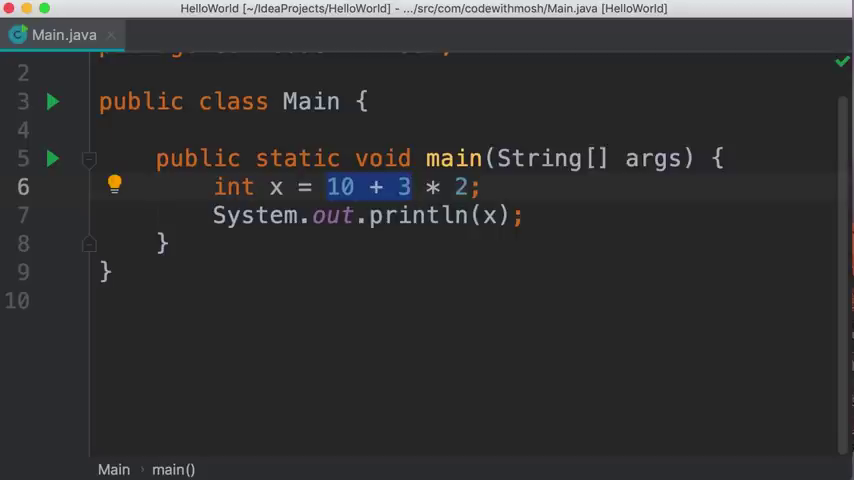 HelloWorld [~/IdeaProjects/HelloWorld] - .../src/com/codewithmosh/Main.java [HelloWorld]
Main.java
2
3 public class Main {
4
5 public static void main(String[] args) {
6 int x = 10 + 3 * 2;
7 System.out.println(x);
8 }
9 }
10
Main › main()